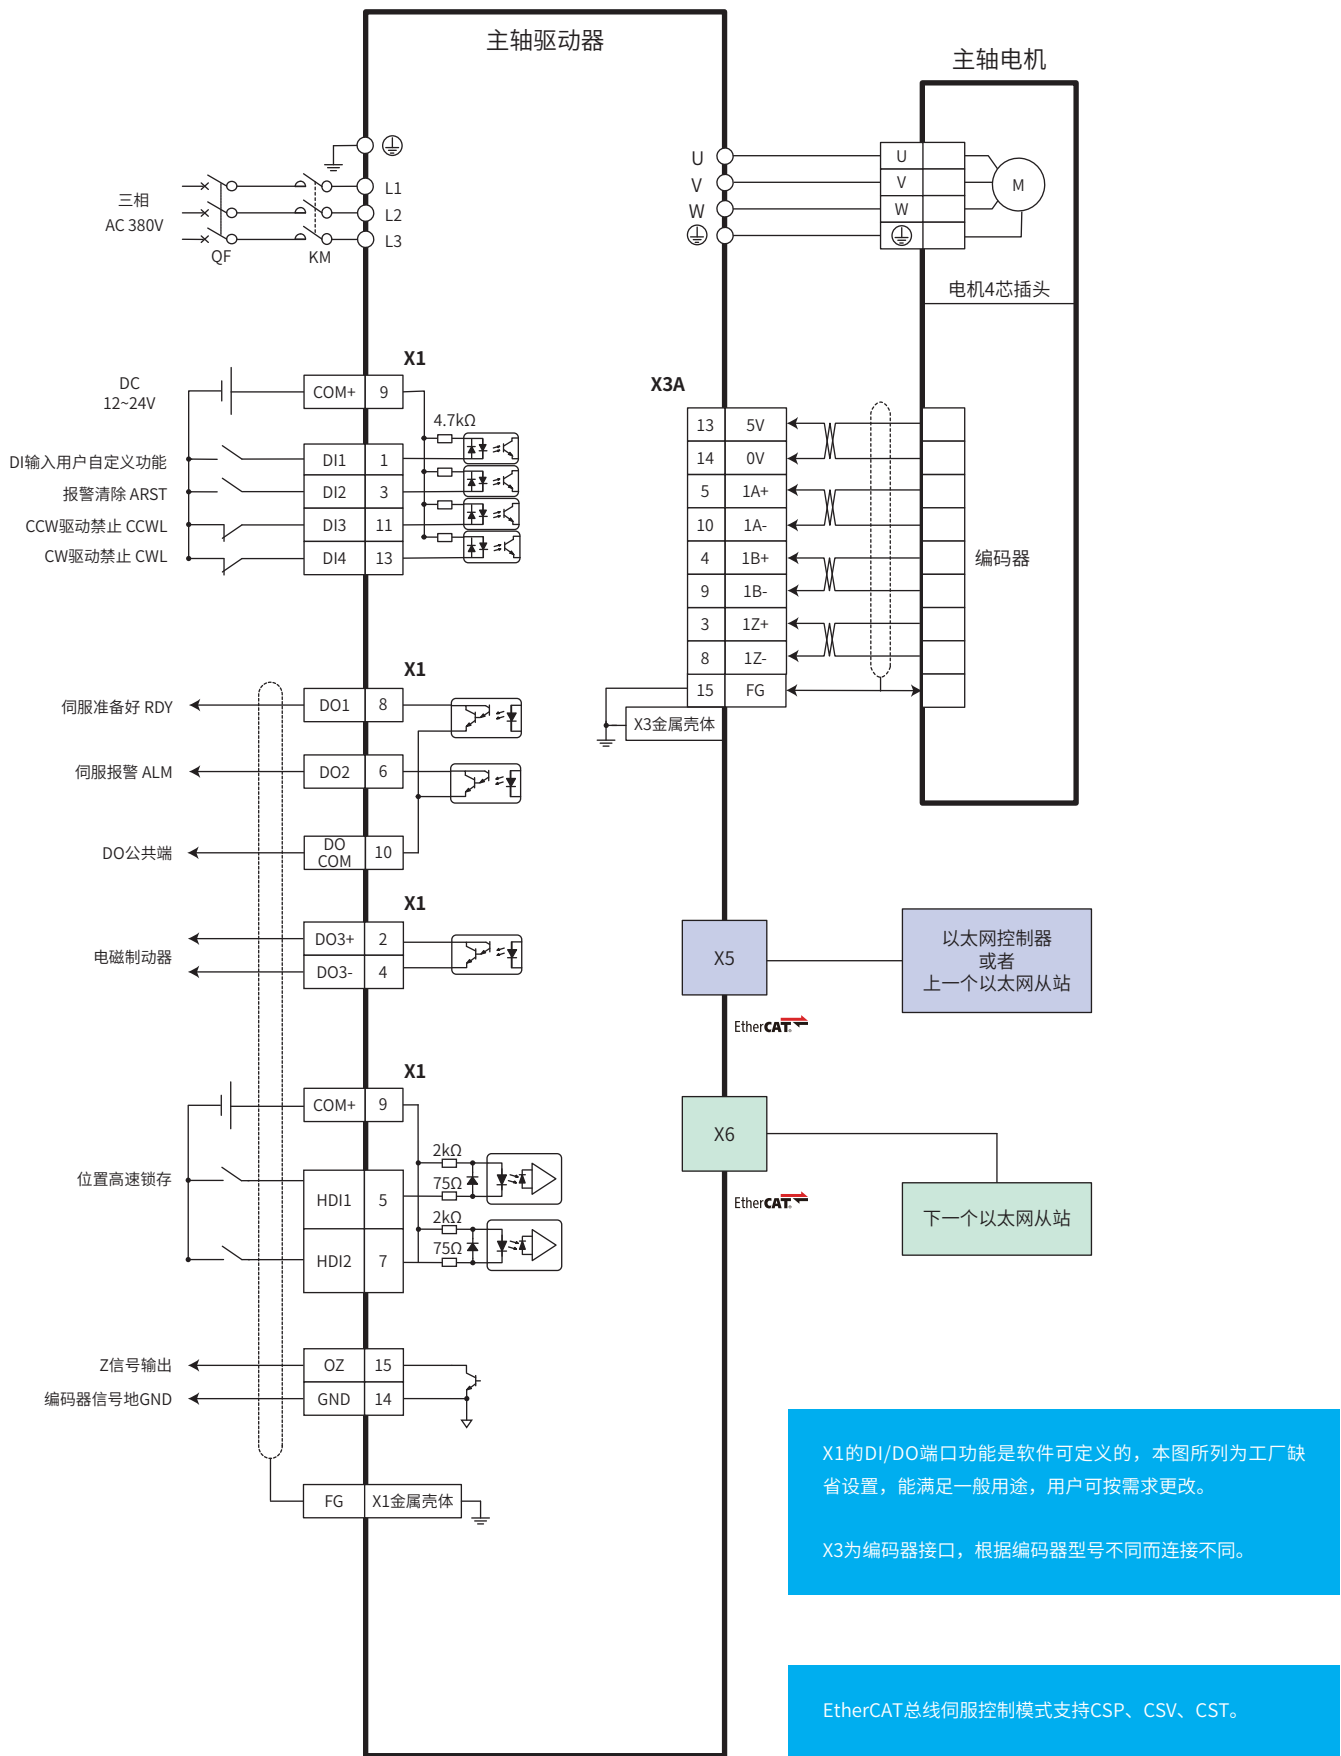 主轴驱动器
主轴电机
三相
AC 380V
QF
KM
L1
L2
L3
U
V
W
U
V
W
M
电机4芯插头
X1
DC
12~24V
COM+ 9
4.7kΩ
DI输入用户自定义功能 DI1 1
报警清除 ARST DI2 3
CCW驱动禁止 CCWL DI3 11
CW驱动禁止 CWL DI4 13
X3A
13 5V
14 0V
5 1A+
10 1A-
4 1B+
9 1B-
3 1Z+
8 1Z-
15 FG
X3金属壳体
编码器
X1
伺服准备好 RDY DO1 8
伺服报警 ALM DO2 6
DO公共端 DO COM 10
X1
电磁制动器
DO3+ 2
DO3- 4
X5
以太网控制器
或者
上一个以太网从站
EtherCAT
X1
COM+ 9
位置高速锁存
HDI1 5
HDI2 7
2kΩ
75Ω
2kΩ
75Ω
X6
EtherCAT
下一个以太网从站
Z信号输出 OZ 15
编码器信号地GND GND 14
FG X1金属壳体
X1的DI/DO端口功能是软件可定义的，本图所列为工厂缺
省设置，能满足一般用途，用户可按需求更改。
X3为编码器接口，根据编码器型号不同而连接不同。
EtherCAT总线伺服控制模式支持CSP、CSV、CST。